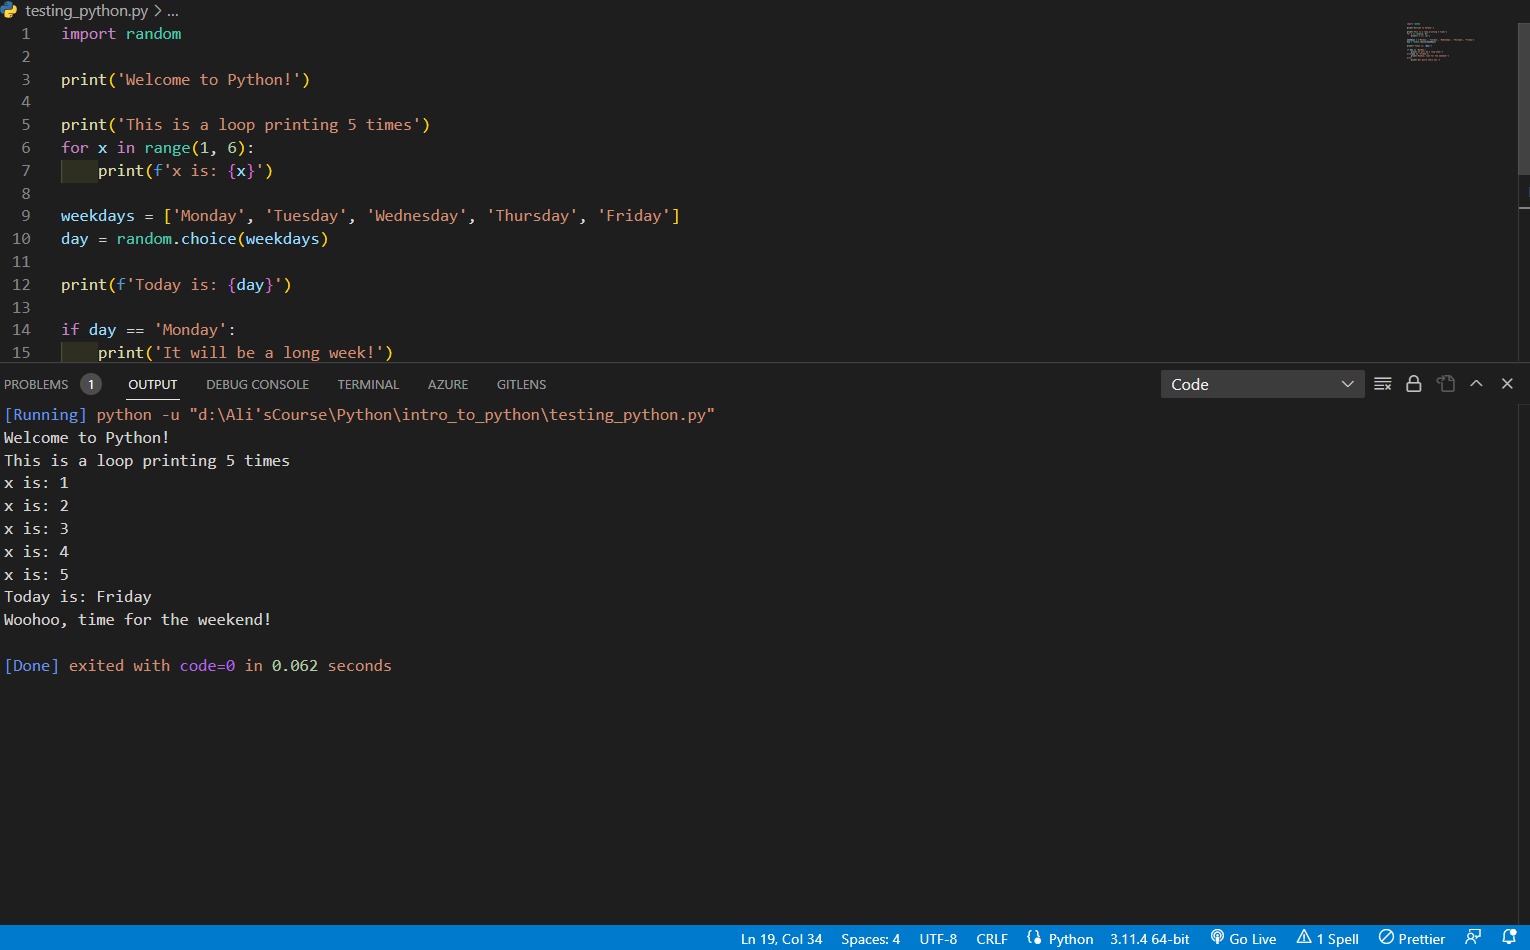 testing_python.py > ...
1 import random
2
3 print('Welcome to Python!')
4
5 print('This is a loop printing 5 times')
6 for x in range(1, 6):
7     print(f'x is: {x}')
8
9 weekdays = ['Monday', 'Tuesday', 'Wednesday', 'Thursday', 'Friday']
10 day = random.choice(weekdays)
11
12 print(f'Today is: {day}')
13
14 if day == 'Monday':
15     print('It will be a long week!')
PROBLEMS 1 OUTPUT DEBUG CONSOLE TERMINAL AZURE GITLENS Code
[Running] python -u "d:\Ali'sCourse\Python\intro_to_python\testing_python.py"
Welcome to Python!
This is a loop printing 5 times
x is: 1
x is: 2
x is: 3
x is: 4
x is: 5
Today is: Friday
Woohoo, time for the weekend!
[Done] exited with code=0 in 0.062 seconds
Ln 19, Col 34 Spaces: 4 UTF-8 CRLF Python 3.11.4 64-bit Go Live 1 Spell Prettier